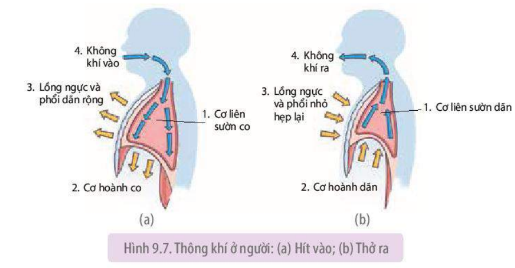 4. Không
khí vào
3. Lồng ngực và
phổi dãn rộng
1. Cơ liên
sườn co
2. Cơ hoành co
(a)
4. Không
khí ra
3. Lồng ngực
và phổi nhỏ
hẹp lại
1. Cơ liên sườn dãn
2. Cơ hoành dãn
(b)
Hình 9.7. Thông khí ở người: (a) Hít vào; (b) Thở ra